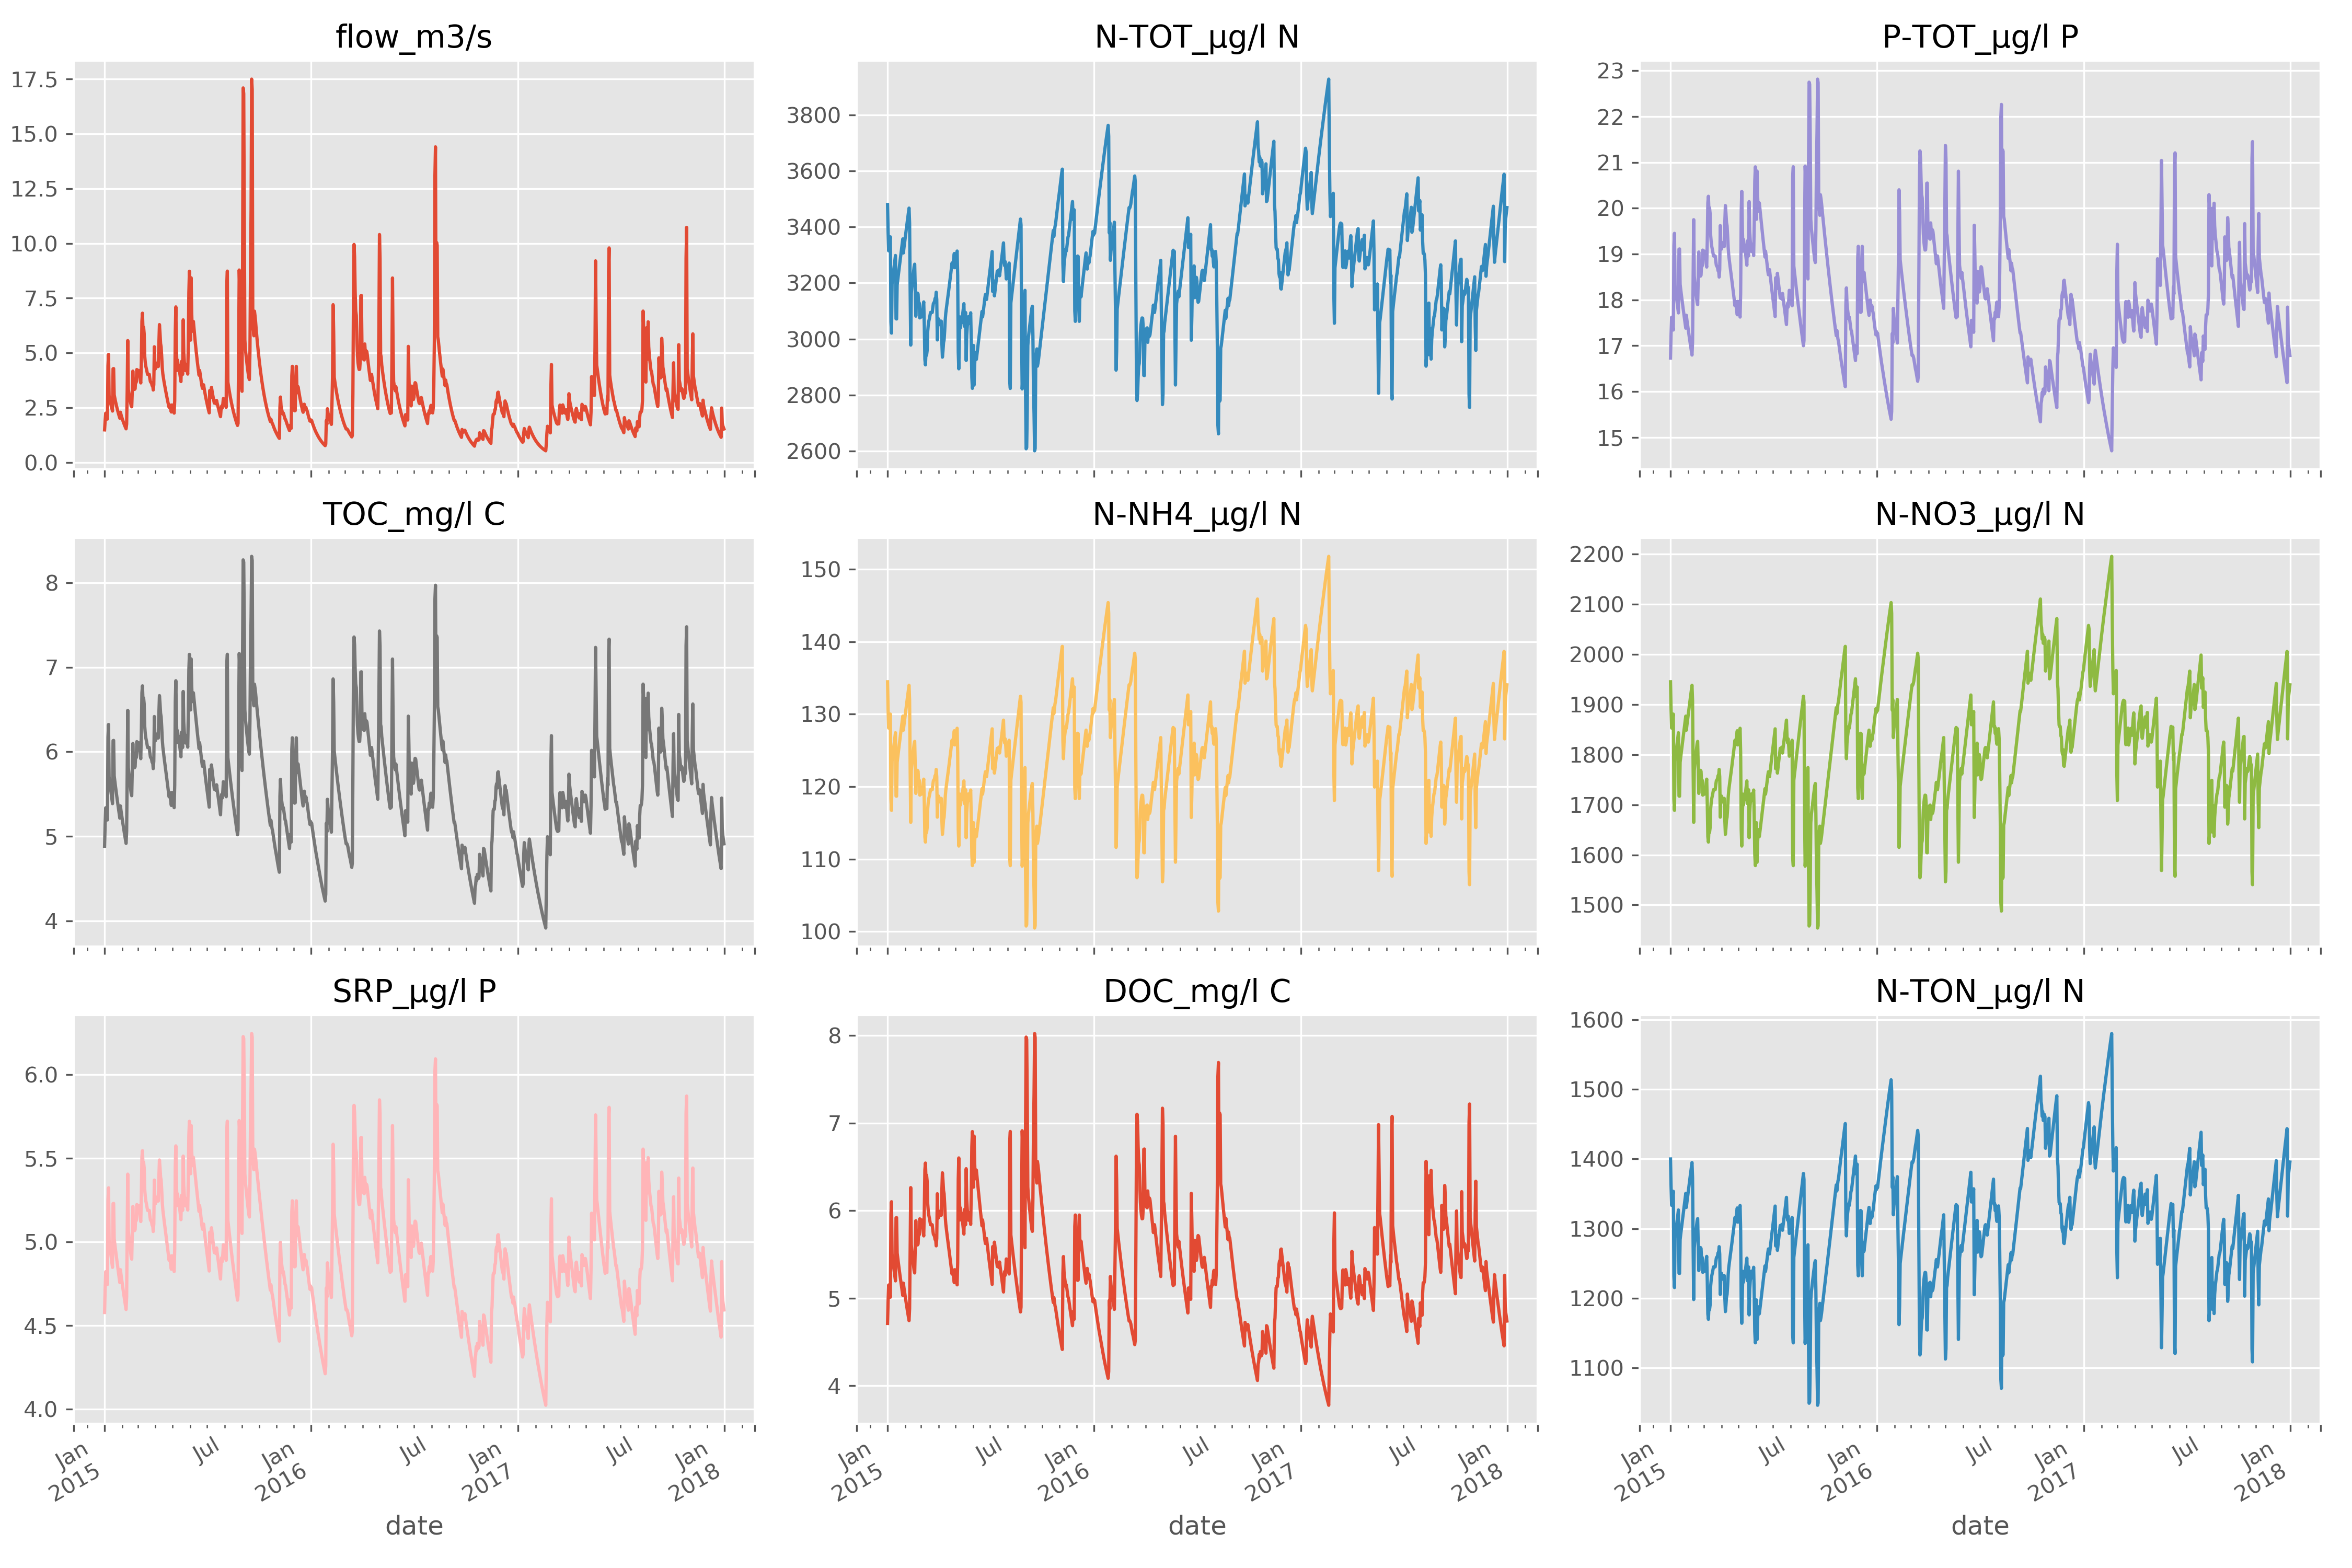 flow_m3/s
17.5
15.0
12.5
10.0
7.5
5.0
2.5
0.0
N-TOT_µg/l N
3800
3600
3400
3200
3000
2800
2600
P-TOT_µg/l P
23
22
21
20
19
18
17
16
15
TOC_mg/l C
8
7
6
5
4
N-NH4_µg/l N
150
140
130
120
110
100
N-NO3_µg/l N
2200
2100
2000
1900
1800
1700
1600
1500
SRP_µg/l P
6.0
5.5
5.0
4.5
4.0
Jan
2015
Jul
Jan
2016
Jul
Jan
2017
Jul
Jan
2018
date
DOC_mg/l C
8
7
6
5
4
Jan
2015
Jul
Jan
2016
Jul
Jan
2017
Jul
Jan
2018
date
N-TON_µg/l N
1600
1500
1400
1300
1200
1100
Jan
2015
Jul
Jan
2016
Jul
Jan
2017
Jul
Jan
2018
date